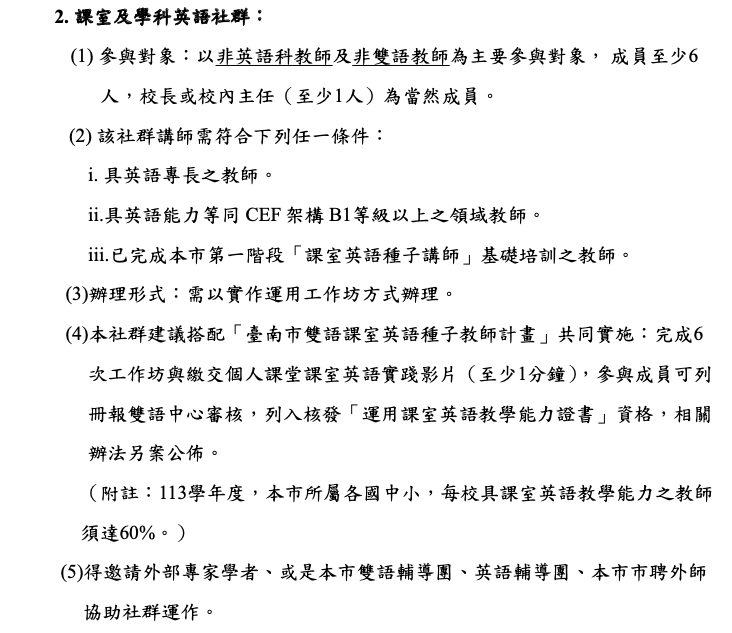 2. 課室及學科英語社群：
(1) 參與對象：以非英語科教師及非雙語教師為主要參與對象， 成員至少6
人，校長或校內主任（至少1人）為當然成員。
(2) 該社群講師需符合下列任一條件：
i. 具英語專長之教師。
ii.具英語能力等同 CEF 架構 B1等級以上之領域教師。
iii.已完成本市第一階段「課室英語種子講師」基礎培訓之教師。
(3)辦理形式：需以實作運用工作坊方式辦理。
(4)本社群建議搭配「臺南市雙語課室英語種子教師計畫」共同實施：完成6
次工作坊與繳交個人課堂課室英語實踐影片（至少1分鐘），參與成員可列
冊報雙語中心審核，列入核發「運用課室英語教學能力證書」資格，相關
辦法另案公佈。
（附註：113學年度，本市所屬各國中小，每校具課室英語教學能力之教師
須達60%。）
(5)得邀請外部專家學者、或是本市雙語輔導團、英語輔導團、本市市聘外師
協助社群運作。